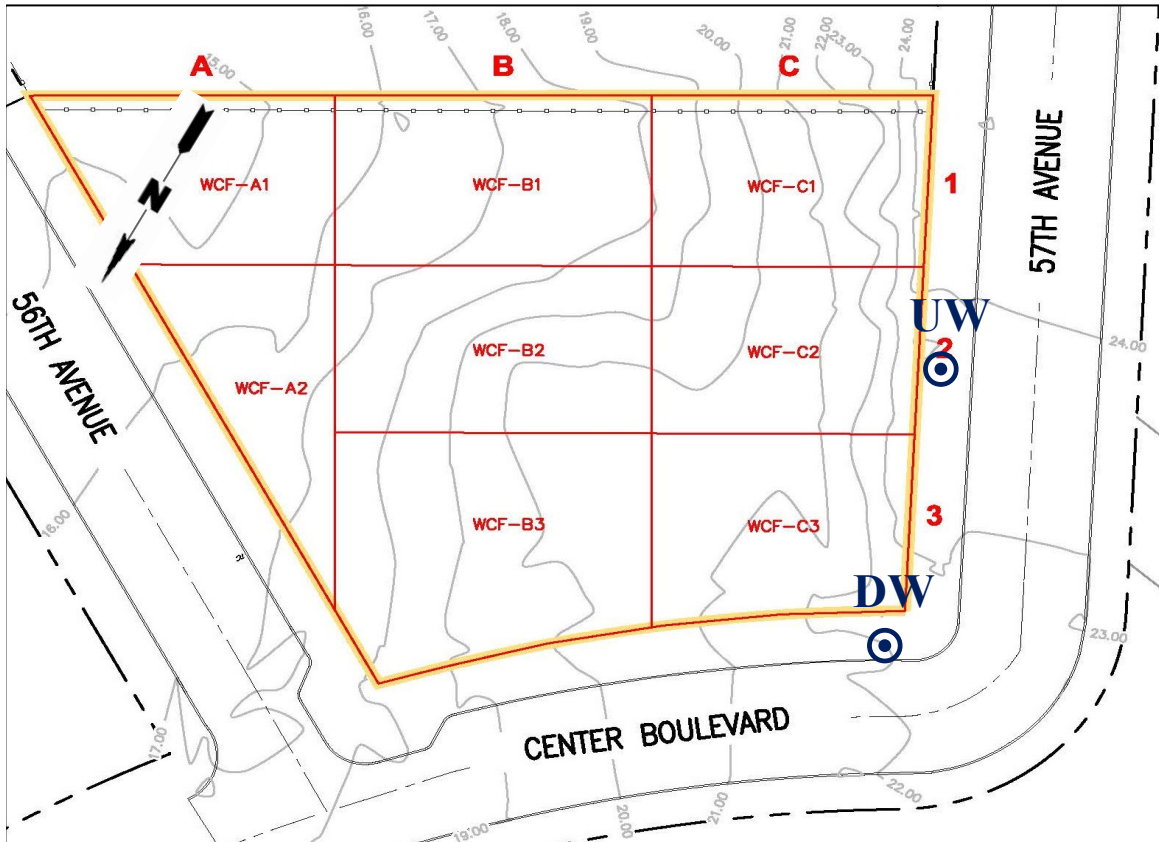 16.00
17.00
18.00
19.00
20.00
21.00
22.00
23.00
24.00
15.00
A
B
C
N
WCF-A1
WCF-B1
WCF-C1
1
57TH AVENUE
56TH AVENUE
UW
WCF-A2
WCF-B2
WCF-C2
2
24.00
16.00
WCF-B3
WCF-C3
3
DW
23.00
17.00
CENTER BOULEVARD
19.00
20.00
21.00
22.00